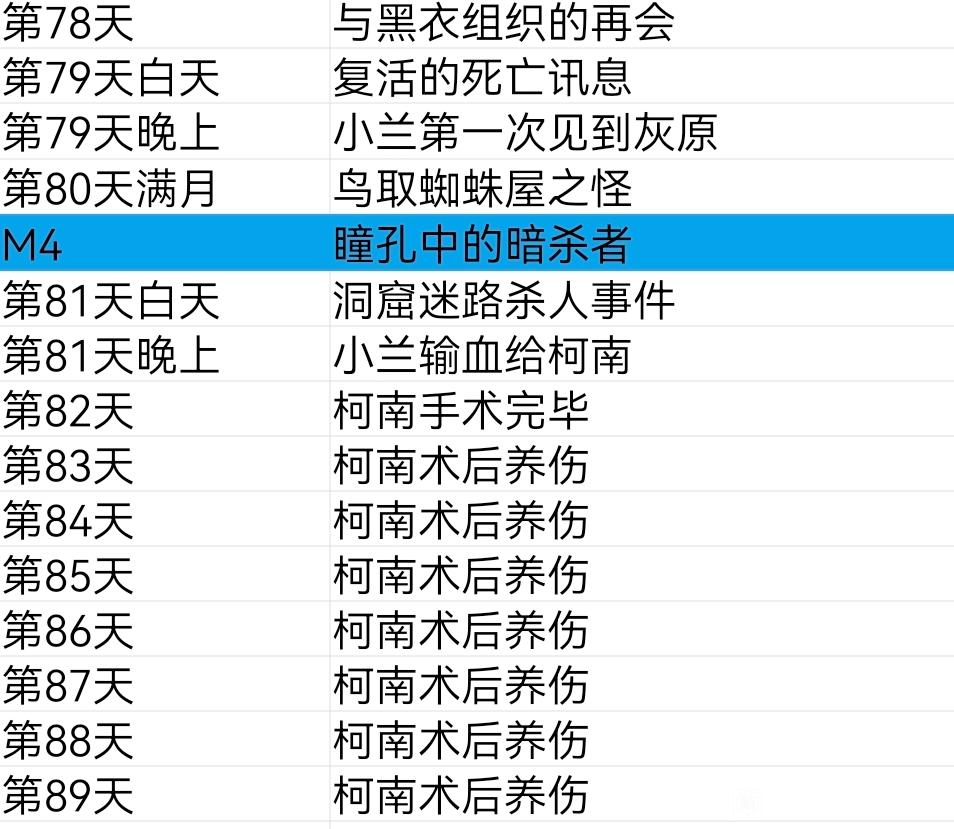 第78天 与黑衣组织的再会
第79天白天 复活的死亡讯息
第79天晚上 小兰第一次见到灰原
第80天满月 鸟取蜘蛛屋之怪
M4 瞳孔中的暗杀者
第81天白天 洞窟迷路杀人事件
第81天晚上 小兰输血给柯南
第82天 柯南手术完毕
第83天 柯南术后养伤
第84天 柯南术后养伤
第85天 柯南术后养伤
第86天 柯南术后养伤
第87天 柯南术后养伤
第88天 柯南术后养伤
第89天 柯南术后养伤